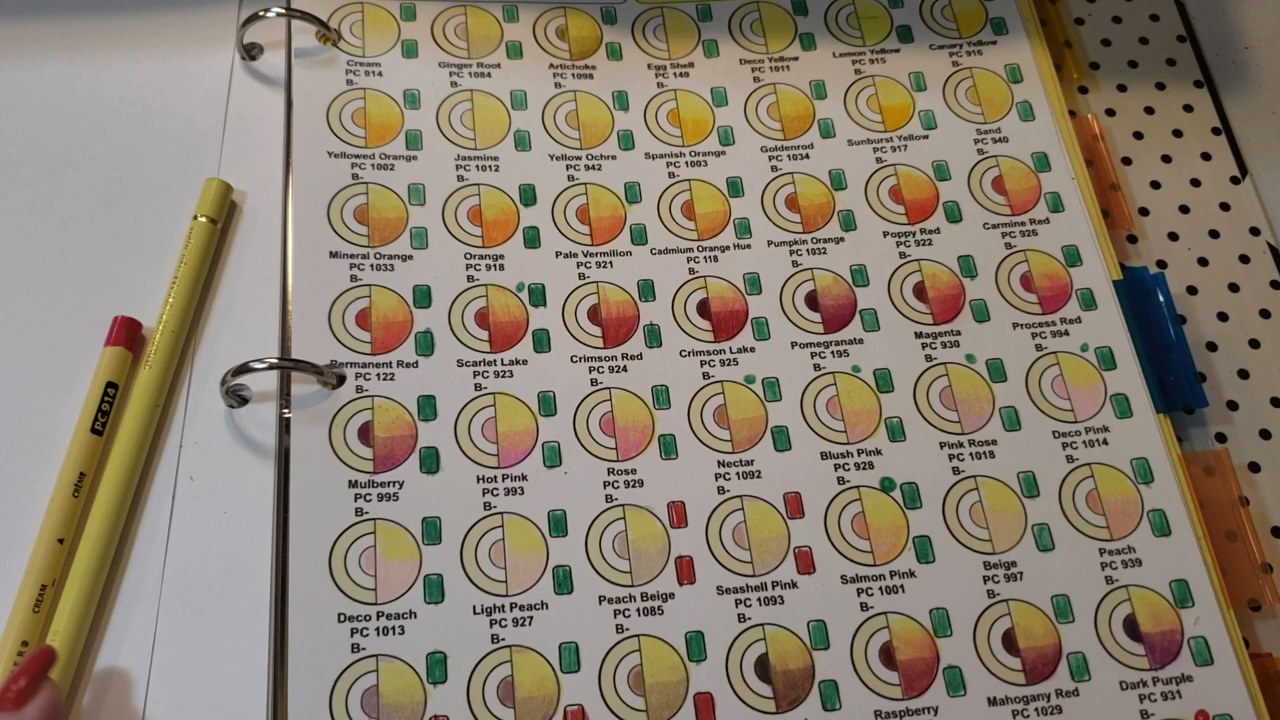 Cream
PC 914
B-
Ginger Root
PC 1084
B-
Artichoke
PC 1098
B-
Egg Shell
PC 140
B-
Deco Yellow
PC 1011
B-
Lemon Yellow
PC 915
B-
Canary Yellow
PC 916
B-
Yellowed Orange
PC 1002
B-
Jasmine
PC 1012
B-
Yellow Ochre
PC 942
B-
Spanish Orange
PC 1003
B-
Goldenrod
PC 1034
B-
Sunburst Yellow
PC 917
B-
Sand
PC 940
B-
Mineral Orange
PC 1033
B-
Orange
PC 918
B-
Pale Vermilion
PC 921
B-
Cadmium Orange Hue
PC 118
B-
Pumpkin Orange
PC 1032
B-
Poppy Red
PC 922
B-
Carmine Red
PC 926
B-
Permanent Red
PC 122
B-
Scarlet Lake
PC 923
B-
Crimson Red
PC 924
B-
Crimson Lake
PC 925
B-
Pomegranate
PC 195
B-
Magenta
PC 930
B-
Process Red
PC 994
B-
Mulberry
PC 995
B-
Hot Pink
PC 993
B-
Rose
PC 929
B-
Nectar
PC 1092
B-
Blush Pink
PC 928
B-
Pink Rose
PC 1018
B-
Deco Pink
PC 1014
B-
Deco Peach
PC 1013
B-
Light Peach
PC 927
B-
Peach Beige
PC 1085
B-
Seashell Pink
PC 1093
B-
Salmon Pink
PC 1001
B-
Beige
PC 997
B-
Peach
PC 939
B-
Raspberry
Mahogany Red
PC 1029
Dark Purple
PC 931
PC 914
CRÈME
CREAM